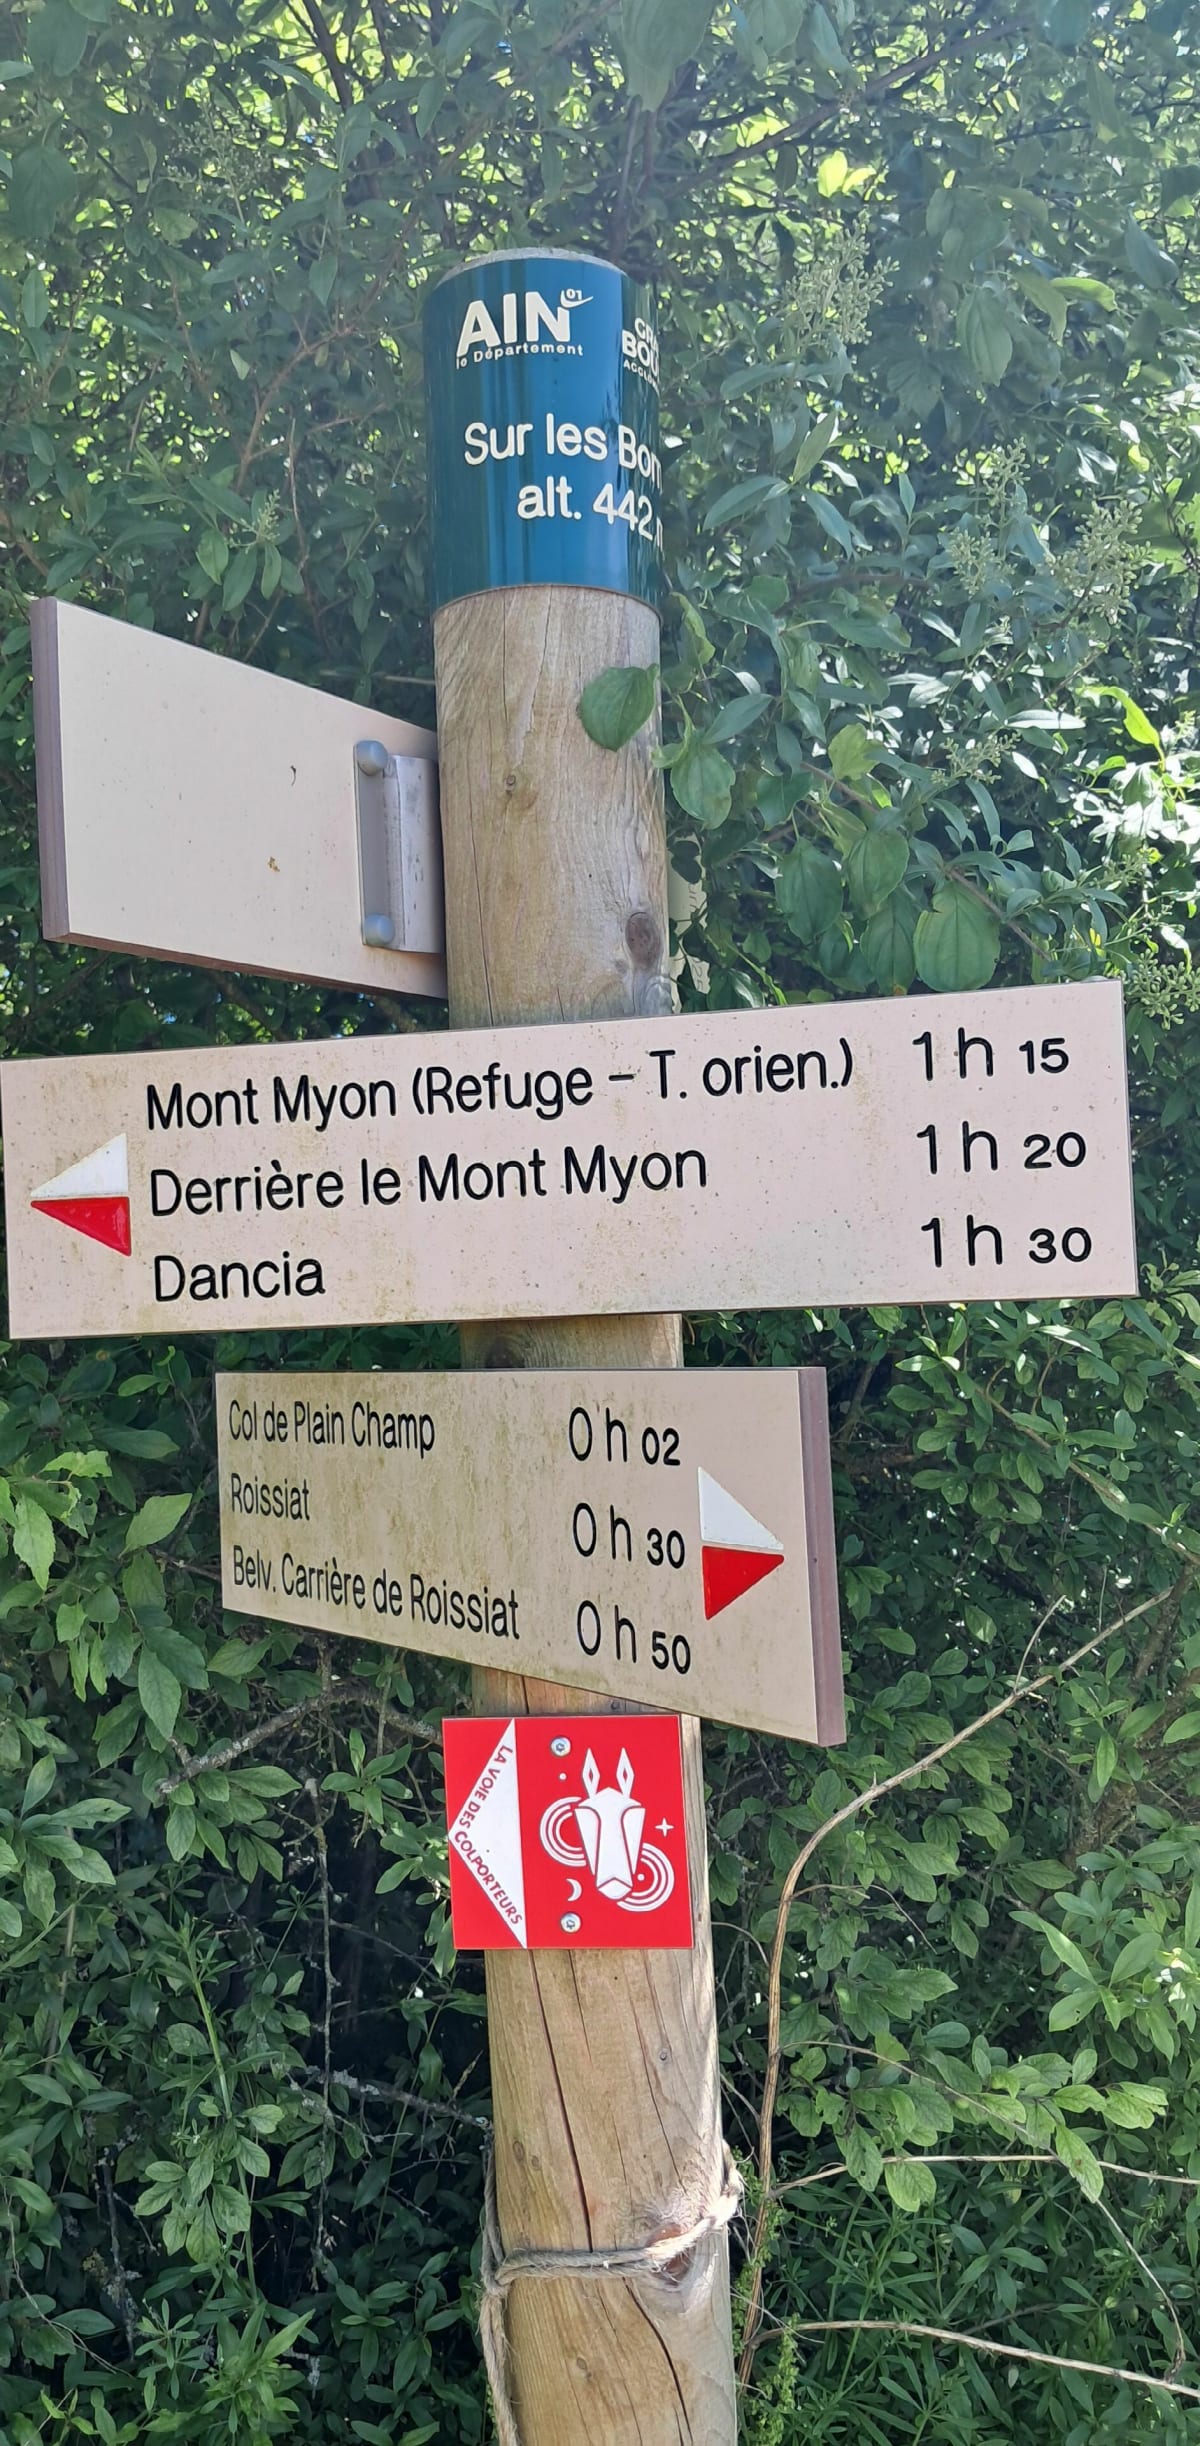 AIN 01
le Département
Sur les
alt. 442
Mont Myon (Refuge - T. orien.) 1 h 15
Derrière le Mont Myon 1 h 20
Dancia 1 h 30
Col de Plain Champ 0 h 02
Roissiat 0 h 30
Belv. Carrière de Roissiat 0 h 50
LA VOIE DES COLPORTEURS